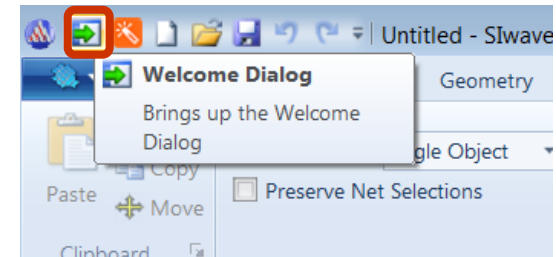 Untitled - SIwave
Welcome Dialog
Geometry
Brings up the Welcome
Dialog
gle Object
Copy
Preserve Net Selections
Paste
Move
Clipboard